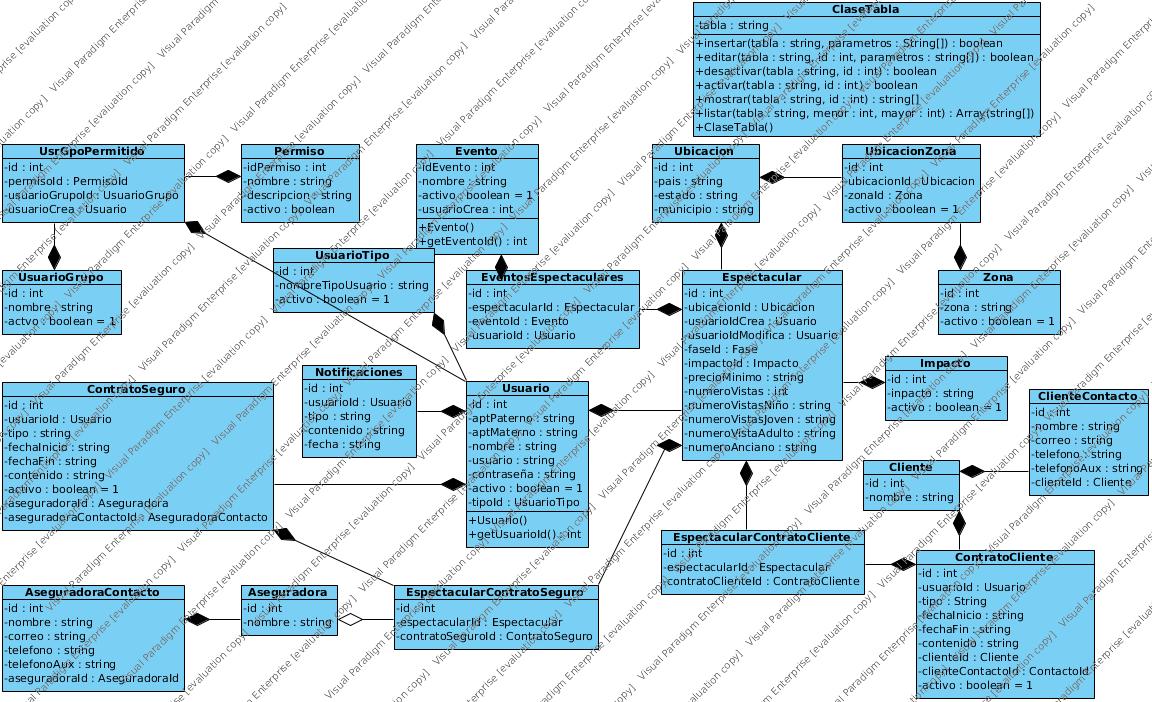 ClaseTabla
-tabla : string
+insertar(tabla : string, parametros : String[]) : boolean
+editar(tabla : string, id : int, parametros : string[]) : boolean
+desactivar(tabla : string, id : int) : boolean
+activar(tabla : string, id : int) : boolean
+mostrar(tabla : string, id : int) : string[]
+listar(tabla : string, menor : int, mayor : int) : Array(string[])
+ClaseTabla()
UsrGpoPermitido
-id : int
-permisoId : PermisoId
-usuarioGrupoId : UsuarioGrupo
-usuarioCrea : Usuario
Permiso
-idPermiso : int
-nombre : string
-descripcion : string
-activo : boolean
Evento
-idEvento : int
-nombre : string
-activo : boolean = 1
-usuarioCrea : int
+Evento()
+getEventoId() : int
Ubicacion
-id : int
-pais : string
-estado : string
-municipio : string
UbicacionZona
-id : int
-ubicacionId : Ubicacion
-zonaId : Zona
-activo : boolean = 1
UsuarioGrupo
-id : int
-nombre : string
-activo : boolean = 1
UsuarioTipo
-id : int
-nombreTipoUsuario : string
-activo : boolean = 1
EventosEspectaculares
-id : int
-espectacularId : Espectacular
-eventoId : Evento
-usuarioId : Usuario
Espectacular
-id : int
-ubicacionId : Ubicacion
-usuarioIdCrea : Usuario
-usuarioIdModifica : Usuario
-faseId : Fase
-impactoId : Impacto
-precioMinimo : string
-numeroVistas : int
-numeroVistasNiño : string
-numeroVistasJoven : string
-numeroVistaAdulto : string
-numeroAnciano : string
Zona
-id : int
-zona : string
-activo : boolean = 1
Impacto
-id : int
-inpacto : string
-activo : boolean = 1
ContratoSeguro
-id : int
-usuarioId : Usuario
-tipo : string
-fechaInicio : string
-fechaFin : string
-contenido : string
-activo : boolean = 1
-aseguradoraId : Aseguradora
-aseguradoraContactoId : AseguradoraContacto
Notificaciones
-id : int
-usuarioId : Usuario
-tipo : string
-contenido : string
-fecha : string
Usuario
-id : int
-aptPaterno : string
-aptMaterno : string
-nombre : string
-usuario : string
-contraseña : string
-activo : boolean = 1
-tipoId : UsuarioTipo
+Usuario()
+getUsuarioId() : int
ClienteContacto
-id : int
-nombre : string
-correo : string
-telefono : string
-telefonoAux : string
-clienteId : Cliente
Cliente
-id : int
-nombre : string
EspectacularContratoCliente
-id : int
-espectacularId : Espectacular
-contratoClienteId : ContratoCliente
ContratoCliente
-id : int
-usuarioId : Usuario
-tipo : String
-fechaInicio : string
-fechaFin : string
-contenido : string
-clienteId : Cliente
-clienteContactoId : ContactoId
-activo : boolean = 1
AseguradoraContacto
-id : int
-nombre : string
-correo : string
-telefono : string
-telefonoAux : string
-aseguradoraId : AseguradoraId
Aseguradora
-id : int
-nombre : string
EspectacularContratoSeguro
-id : int
-espectacularId : Espectacular
-contratoSeguroId : ContratoSeguro
Visual Paradigm Enterprise [evaluation copy]